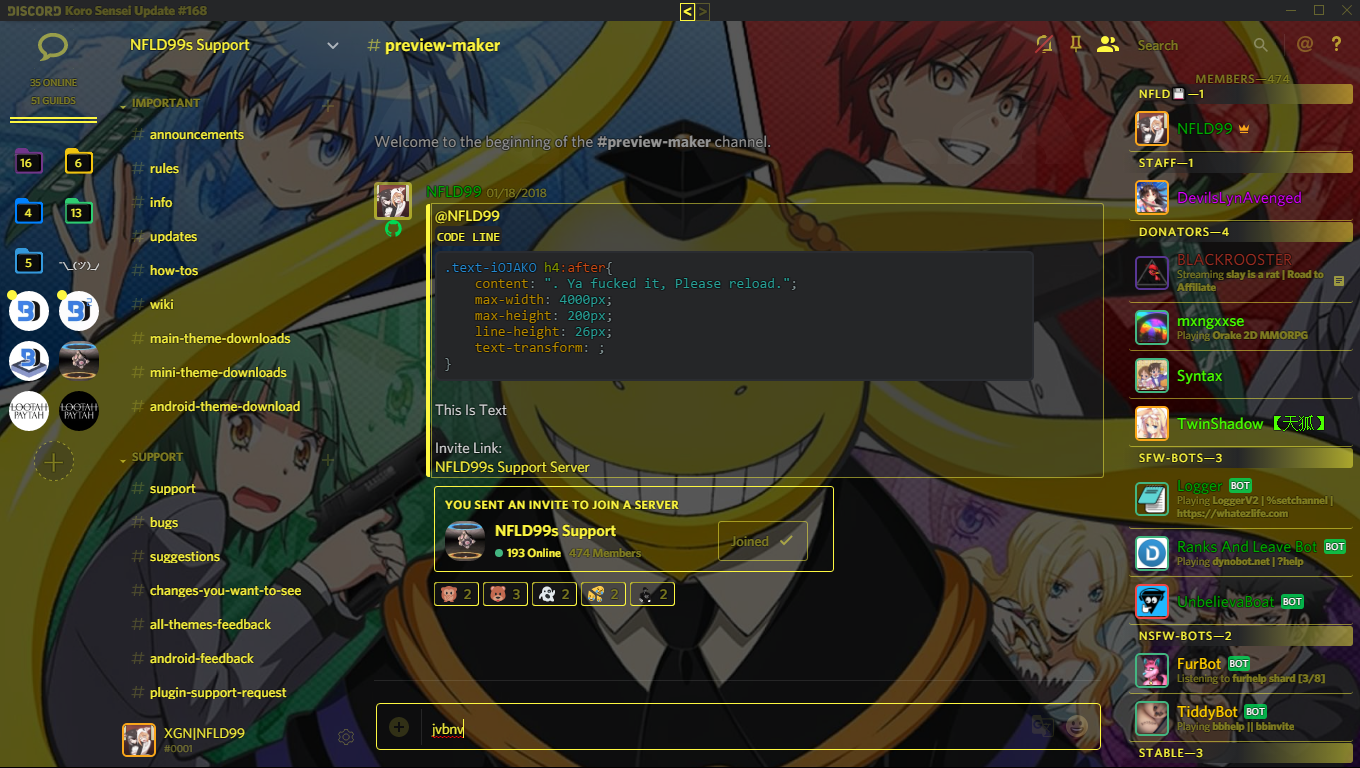 DISCORD Koro Sensei Update #168
< >
35 ONLINE
51 GUILDS
16
6
4
13
5
¯\_(ツ)_/¯
LOOTAH
PAYTAH
LOOTAH
PAYTAH
NFLD99s Support
IMPORTANT
# announcements
# rules
# info
# updates
# how-tos
# wiki
# main-theme-downloads
# mini-theme-downloads
# android-theme-download
SUPPORT
# support
# bugs
# suggestions
# changes-you-want-to-see
# all-themes-feedback
# android-feedback
# plugin-support-request
XGN|NFLD99
#0001
# preview-maker
Search
@ ?
Welcome to the beginning of the #preview-maker channel.
NFLD99 01/18/2018
@NFLD99
CODE LINE
.text-iOJAKO h4:after{
content: ". Ya fucked it, Please reload.";
max-width: 4000px;
max-height: 200px;
line-height: 26px;
text-transform: ;
}
This Is Text
Invite Link:
NFLD99s Support Server
YOU SENT AN INVITE TO JOIN A SERVER
NFLD99s Support
193 Online 474 Members
Joined
2
3
2
2
2
jvbnv
MEMBERS—474
NFLD💾—1
NFLD99
STAFF—1
DevilsLynAvenged
DONATORS—4
BLACKROOSTER
Streaming slay is a rat | Road to
Affiliate
mxngxxse
Playing Orake 2D MMORPG
Syntax
TwinShadow 【天狐】
SFW-BOTS—3
Logger BOT
Playing LoggerV2 | %setchannel |
https://whatezlife.com
Ranks And Leave Bot BOT
Playing dynobot.net | ?help
UnbelievaBoat BOT
NSFW-BOTS—2
FurBot BOT
Listening to furhelp shard [3/8]
TiddyBot BOT
Playing bbhelp || bbinvite
STABLE—3